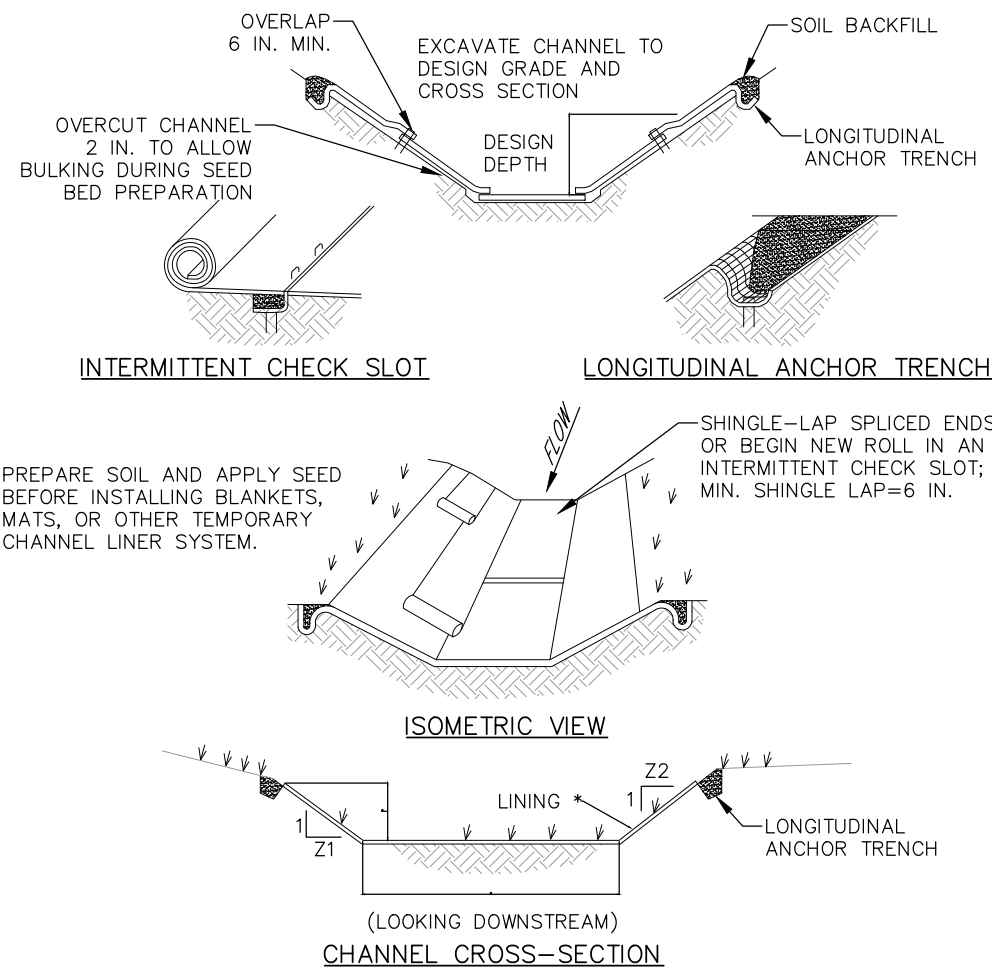 OVERLAP
6 IN. MIN.
EXCAVATE CHANNEL TO
DESIGN GRADE AND
CROSS SECTION
SOIL BACKFILL
OVERCUT CHANNEL
2 IN. TO ALLOW
BULKING DURING SEED
BED PREPARATION
DESIGN
DEPTH
LONGITUDINAL
ANCHOR TRENCH
INTERMITTENT CHECK SLOT
LONGITUDINAL ANCHOR TRENCH
FLOW
SHINGLE-LAP SPLICED ENDS
OR BEGIN NEW ROLL IN AN
INTERMITTENT CHECK SLOT;
MIN. SHINGLE LAP=6 IN.
PREPARE SOIL AND APPLY SEED
BEFORE INSTALLING BLANKETS,
MATS, OR OTHER TEMPORARY
CHANNEL LINER SYSTEM.
ISOMETRIC VIEW
1
Z1
LINING *
1
Z2
LONGITUDINAL
ANCHOR TRENCH
(LOOKING DOWNSTREAM)
CHANNEL CROSS-SECTION